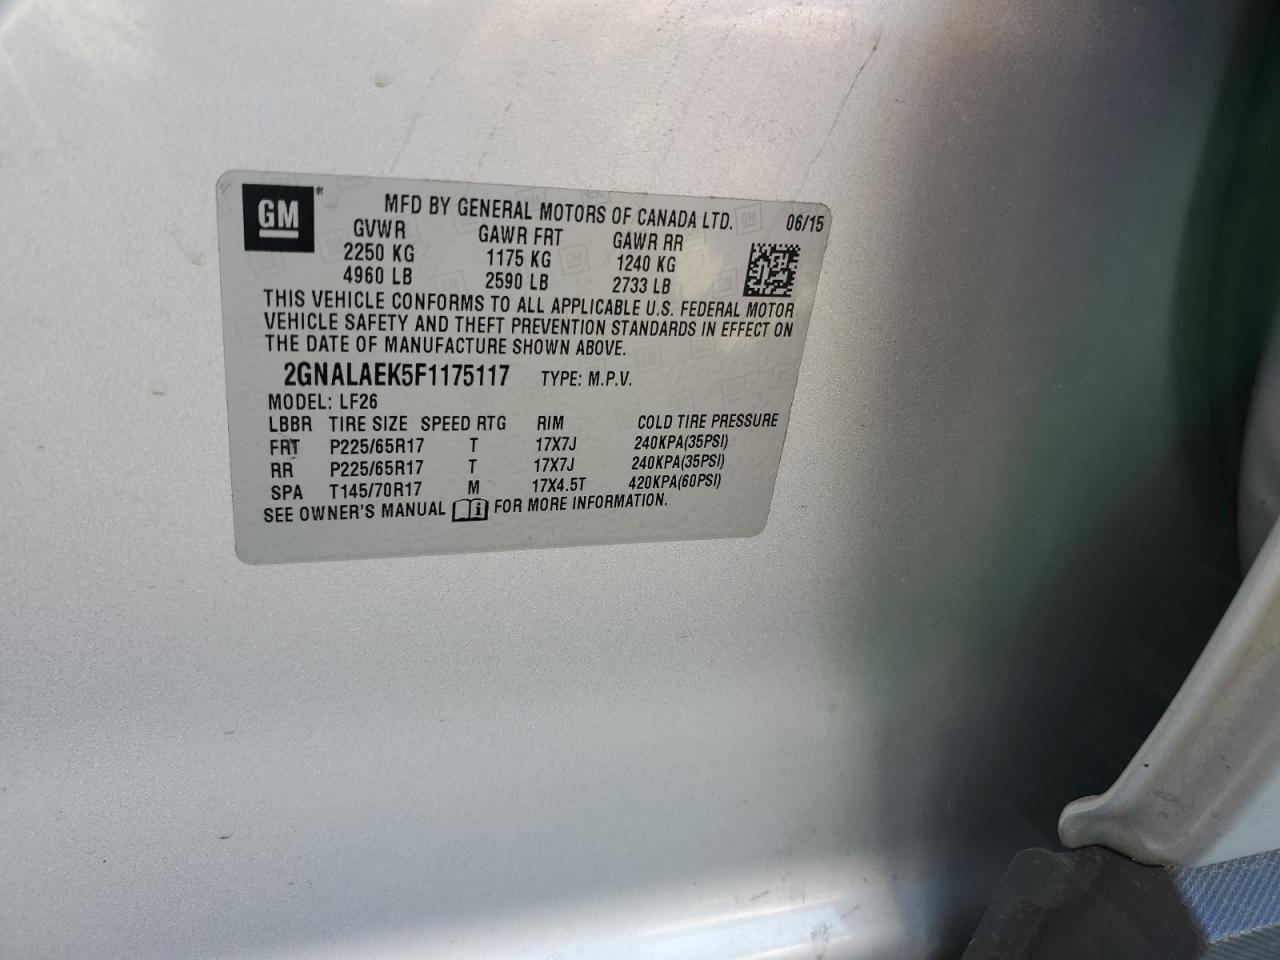 GM ® MFD BY GENERAL MOTORS OF CANADA LTD. 06/15
GVWR GAWR FRT GAWR RR
2250 KG 1175 KG 1240 KG
4960 LB 2590 LB 2733 LB
THIS VEHICLE CONFORMS TO ALL APPLICABLE U.S. FEDERAL MOTOR
VEHICLE SAFETY AND THEFT PREVENTION STANDARDS IN EFFECT ON
THE DATE OF MANUFACTURE SHOWN ABOVE.
2GNALAEK5F1175117 TYPE: M.P.V.
MODEL: LF26
LBBR TIRE SIZE SPEED RTG RIM COLD TIRE PRESSURE
FRT P225/65R17 T 17X7J 240KPA(35PSI)
RR P225/65R17 T 17X7J 240KPA(35PSI)
SPA T145/70R17 M 17X4.5T 420KPA(60PSI)
SEE OWNER'S MANUAL i FOR MORE INFORMATION.